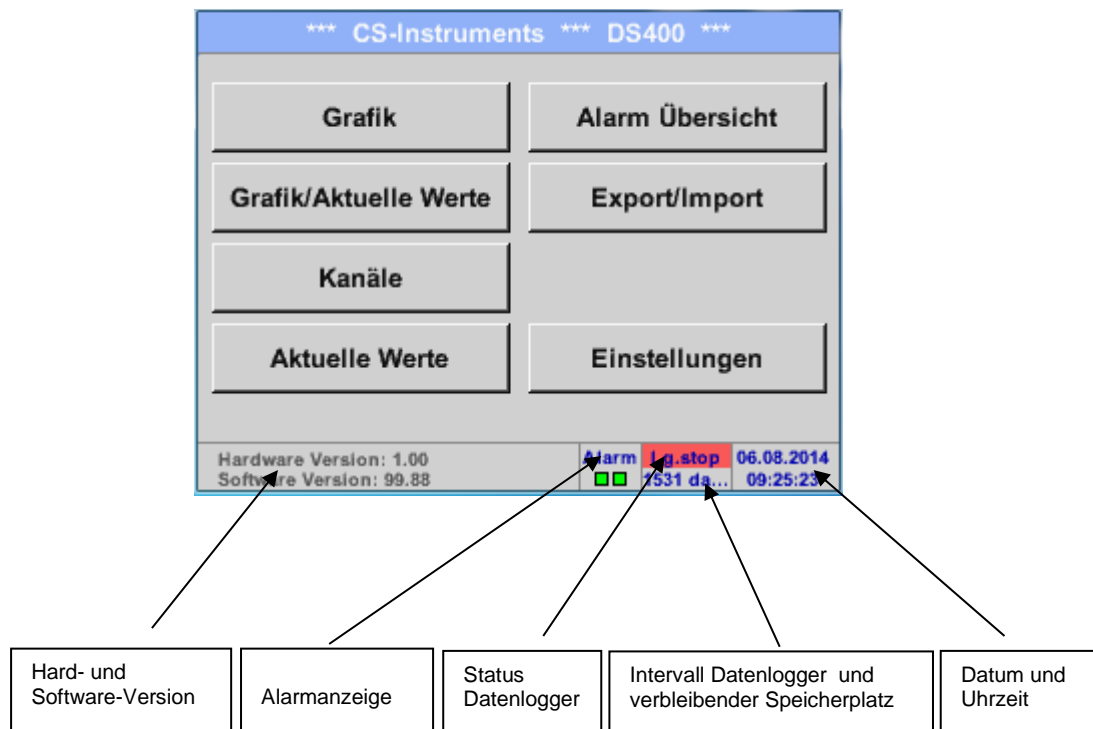 *** CS-Instruments *** DS400 ***
Grafik
Alarm Übersicht
Grafik/Aktuelle Werte
Export/Import
Kanäle
Aktuelle Werte
Einstellungen
Hardware Version: 1.00
Software Version: 99.88
Alarm
Lg.stop
1531 da...
06.08.2014
09:25:23
Hard- und
Software-Version
Alarmanzeige
Status
Datenlogger
Intervall Datenlogger und
verbleibender Speicherplatz
Datum und
Uhrzeit